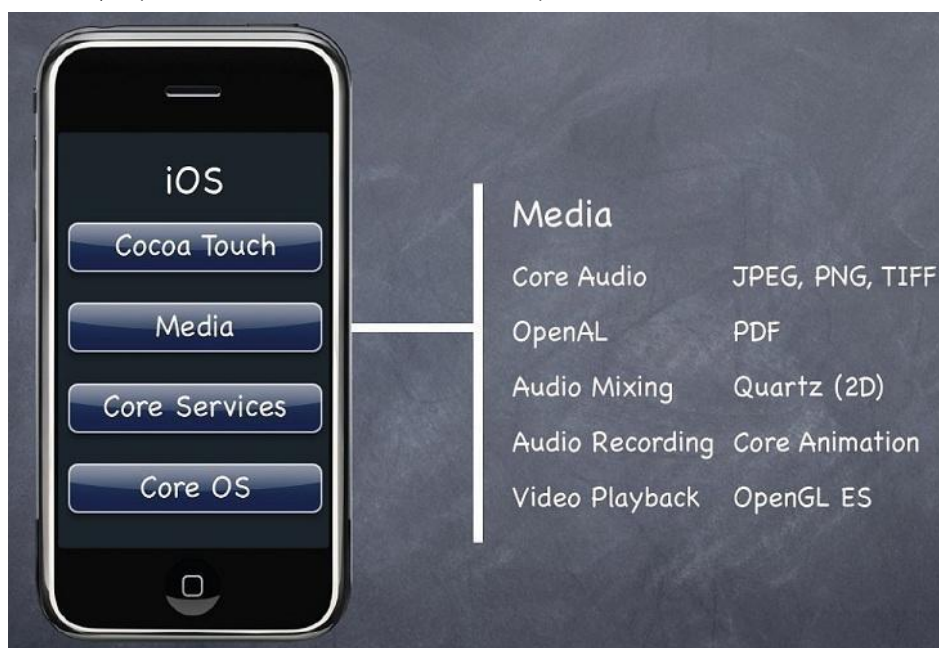 iOS
Cocoa Touch
Media
Core Services
Core OS
Media
Core Audio JPEG, PNG, TIFF
OpenAL PDF
Audio Mixing Quartz (2D)
Audio Recording Core Animation
Video Playback OpenGL ES